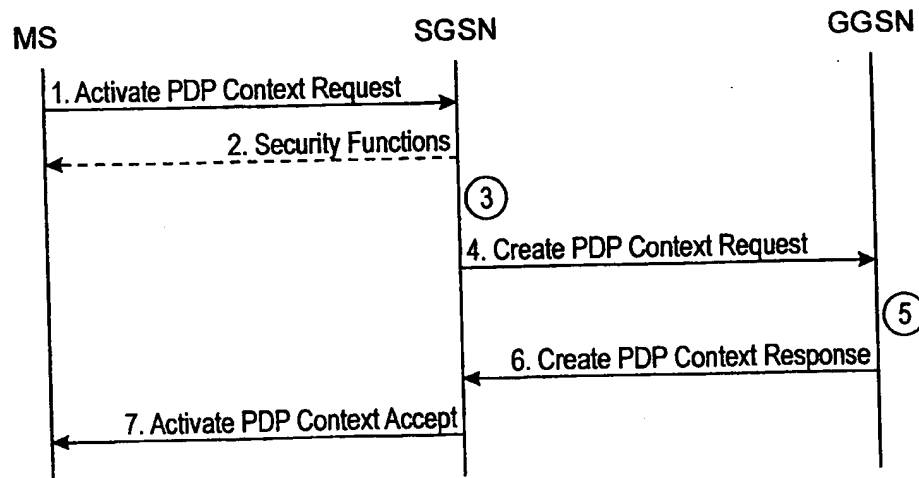 MS SGSN GGSN
1. Activate PDP Context Request
2. Security Functions
3
4. Create PDP Context Request
5
6. Create PDP Context Response
7. Activate PDP Context Accept